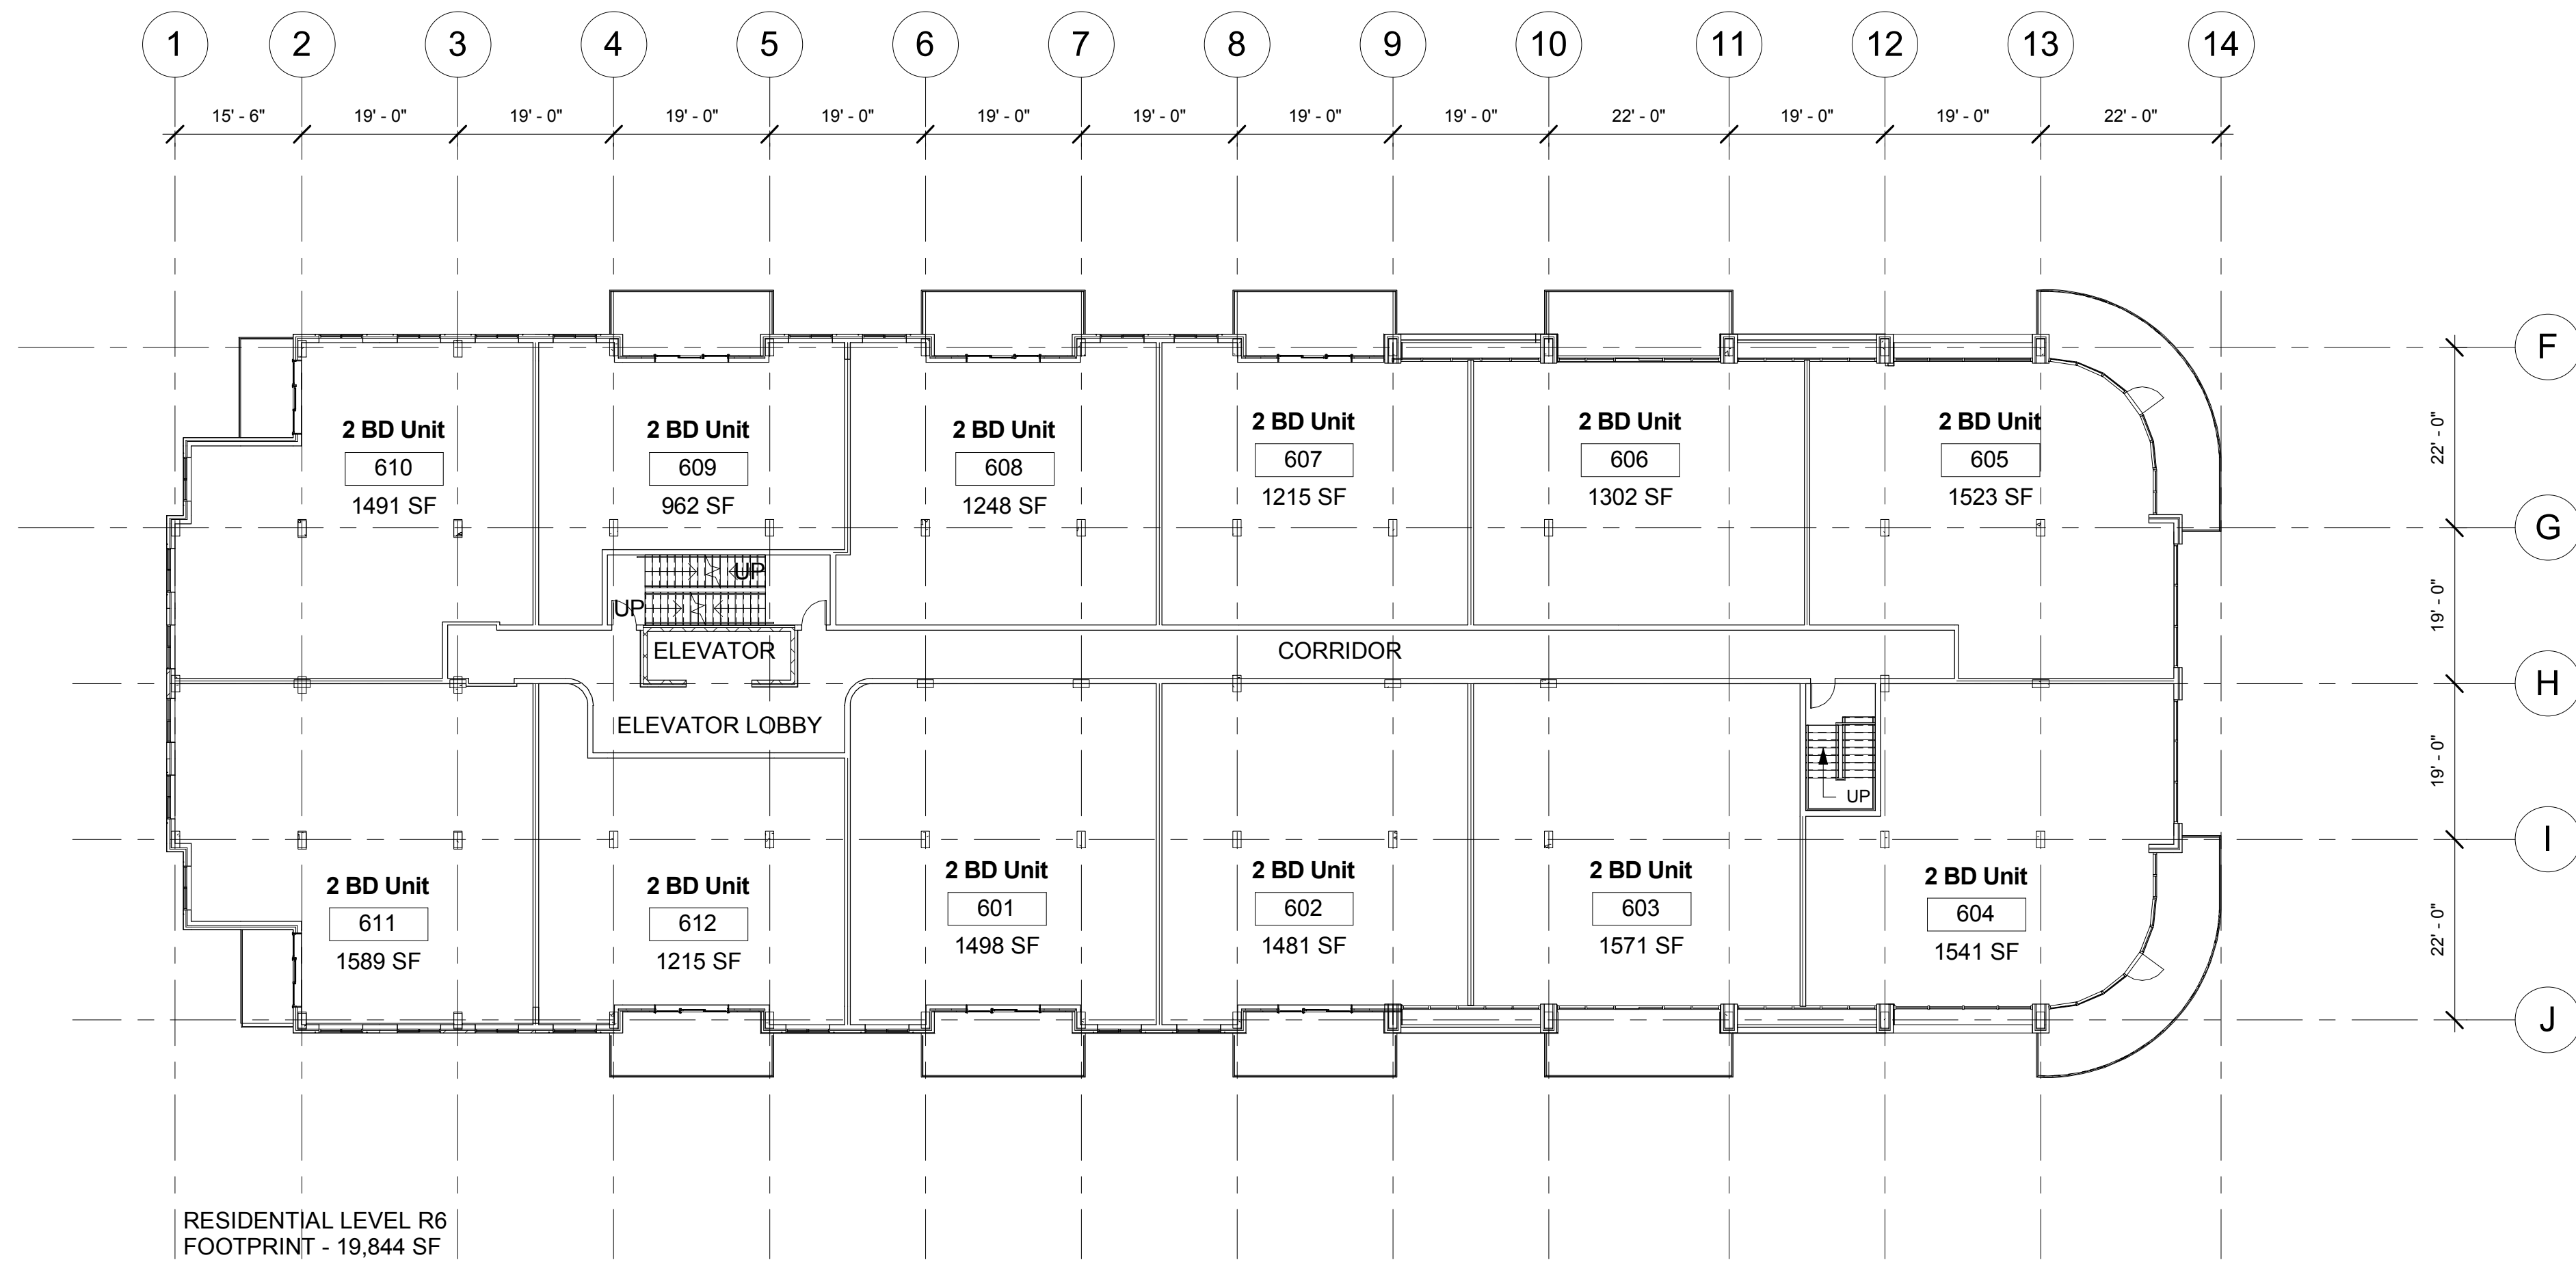 1 2 3 4 5 6 7 8 9 10 11 12 13 14
15' - 6" 19' - 0" 19' - 0" 19' - 0" 19' - 0" 19' - 0" 19' - 0" 19' - 0" 19' - 0" 22' - 0" 19' - 0" 19' - 0" 22' - 0"
F
22' - 0"
G
19' - 0"
H
19' - 0"
I
22' - 0"
J
2 BD Unit
610
1491 SF
2 BD Unit
609
962 SF
2 BD Unit
608
1248 SF
2 BD Unit
607
1215 SF
2 BD Unit
606
1302 SF
2 BD Unit
605
1523 SF
UP
UP
ELEVATOR
CORRIDOR
ELEVATOR LOBBY
UP
2 BD Unit
611
1589 SF
2 BD Unit
612
1215 SF
2 BD Unit
601
1498 SF
2 BD Unit
602
1481 SF
2 BD Unit
603
1571 SF
2 BD Unit
604
1541 SF
RESIDENTIAL LEVEL R6
FOOTPRINT - 19,844 SF